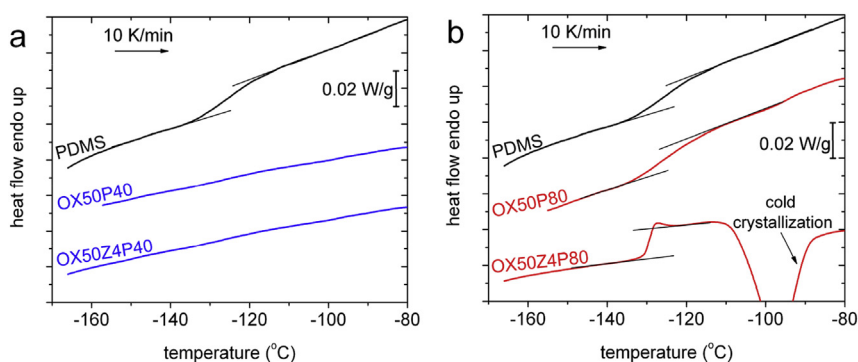 a
10 K/min
0.02 W/g
PDMS
OX50P40
OX50Z4P40
heat flow endo up
-160 -140 -120 -100 -80
temperature (°C)
b
10 K/min
0.02 W/g
PDMS
OX50P80
cold
crystallization
OX50Z4P80
heat flow endo up
-160 -140 -120 -100 -80
temperature (°C)